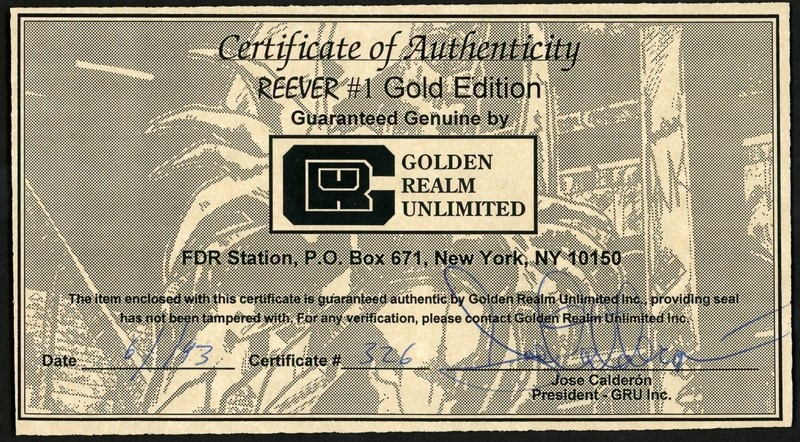 Certificate of Authenticity
REEVER #1 Gold Edition
Guaranteed Genuine by
GOLDEN
REALM
UNLIMITED
FDR Station, P.O. Box 671, New York, NY 10150
The item enclosed with this certificate is guaranteed authentic by Golden Realm Unlimited Inc., providing seal
has not been tampered with. For any verification, please contact Golden Realm Unlimited Inc.
Date 6/1/93 Certificate # 326
Jose Calderón
President - GRU Inc.